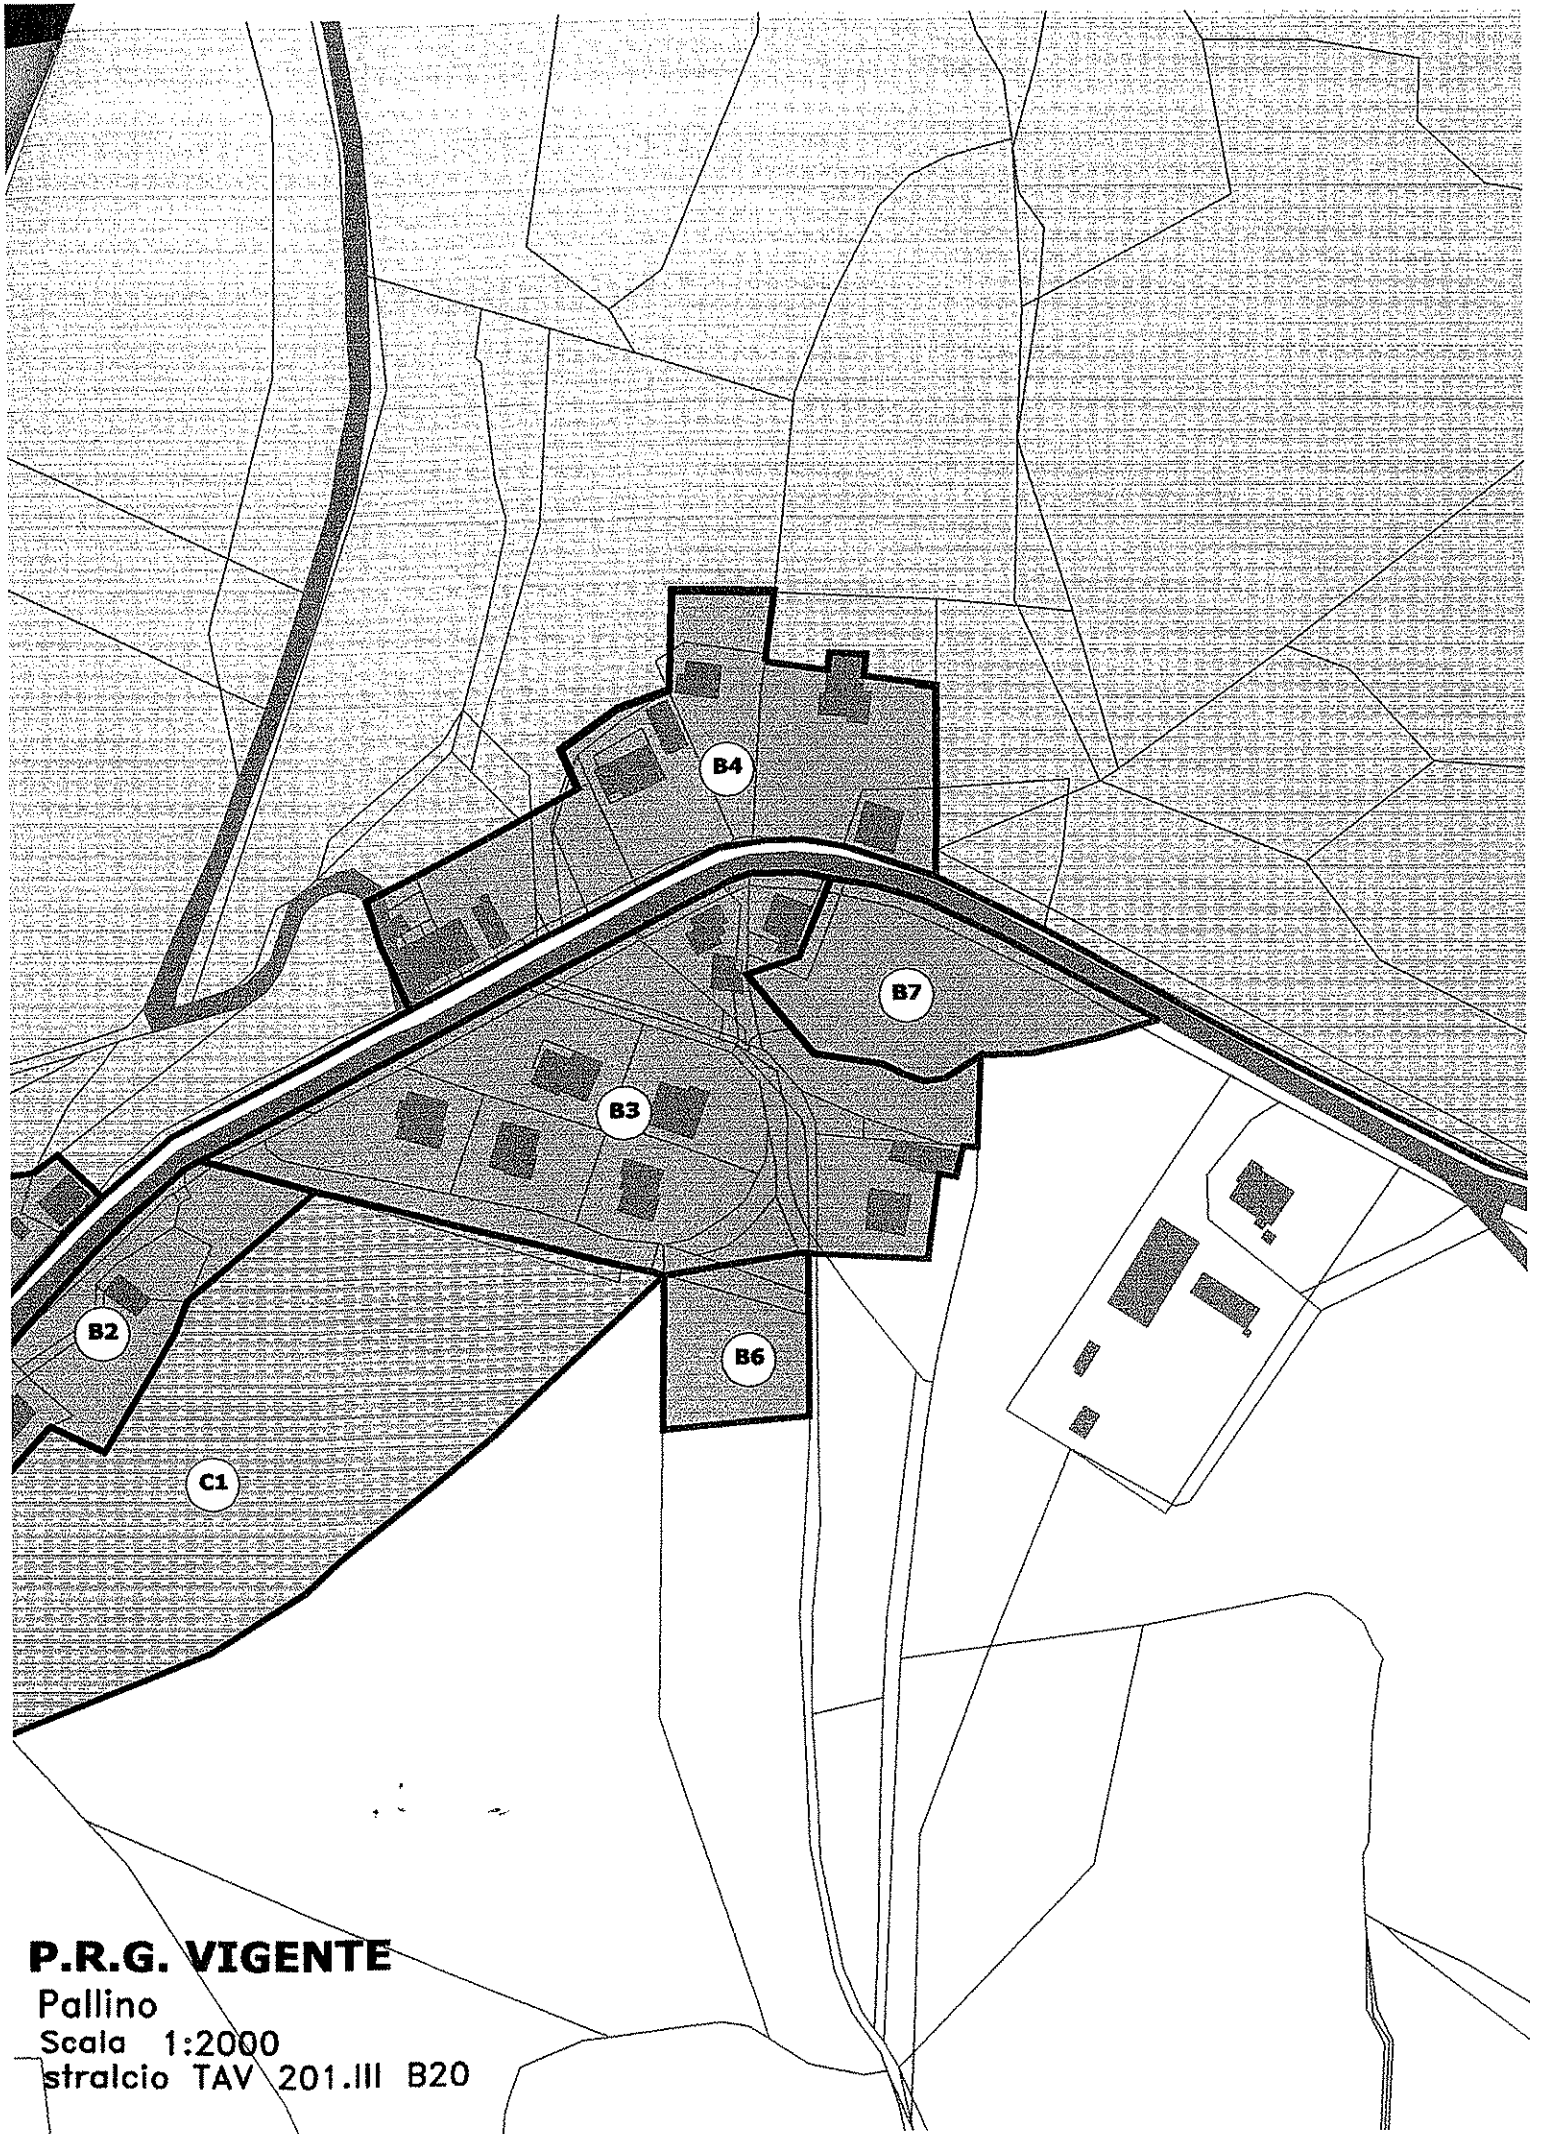 B4
B7
B3
B2
B6
C1
P.R.G. VIGENTE
Pallino
Scala 1:2000
stralcio TAV 201.III B20